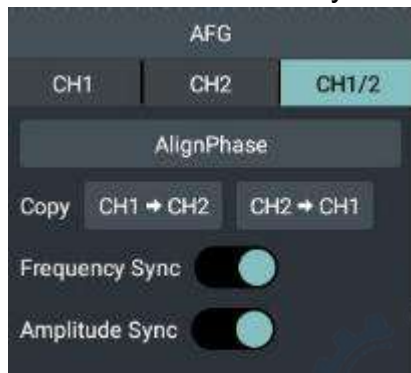 AFG
CH1 CH2 CH1/2
AlignPhase
Copy CH1 → CH2 CH2 → CH1
Frequency Sync
Amplitude Sync